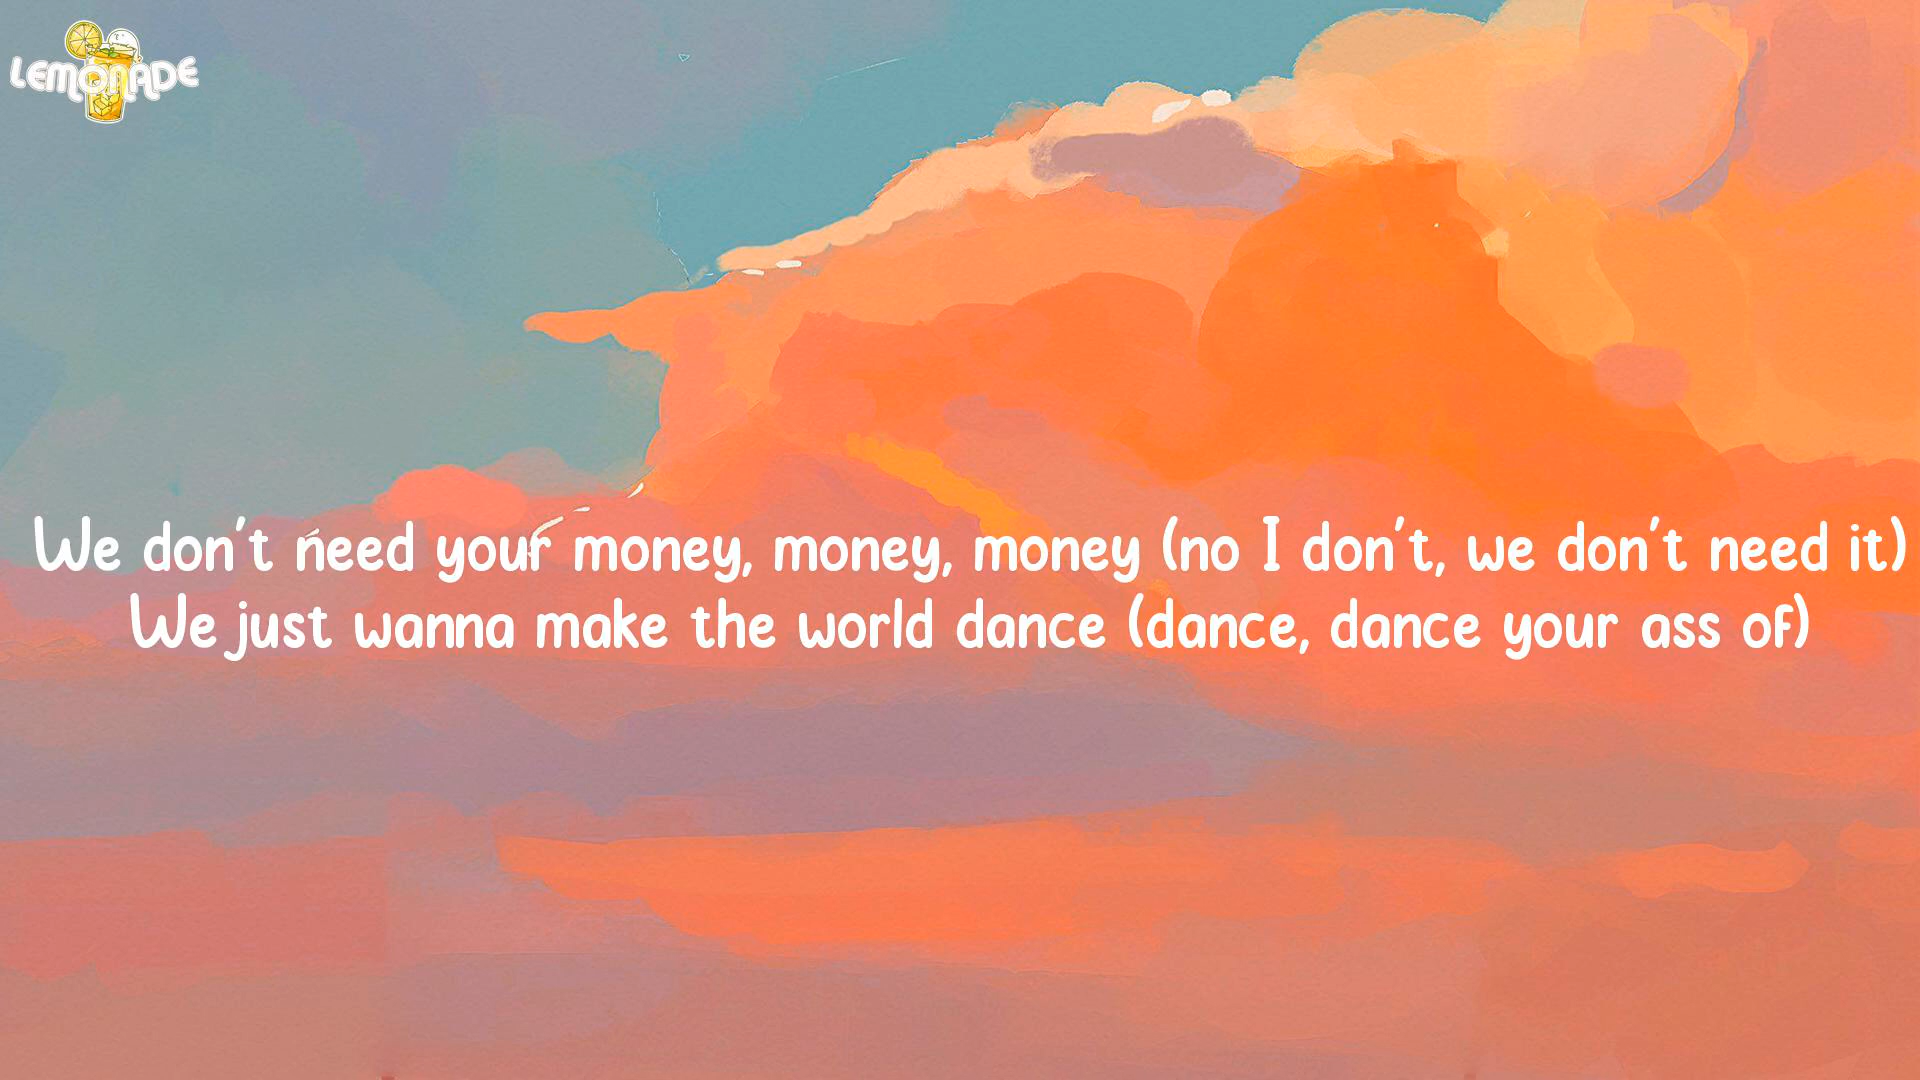 LEMONADE
We don't need your money, money, money (no I don't, we don't need it)
We just wanna make the world dance (dance, dance your ass of)